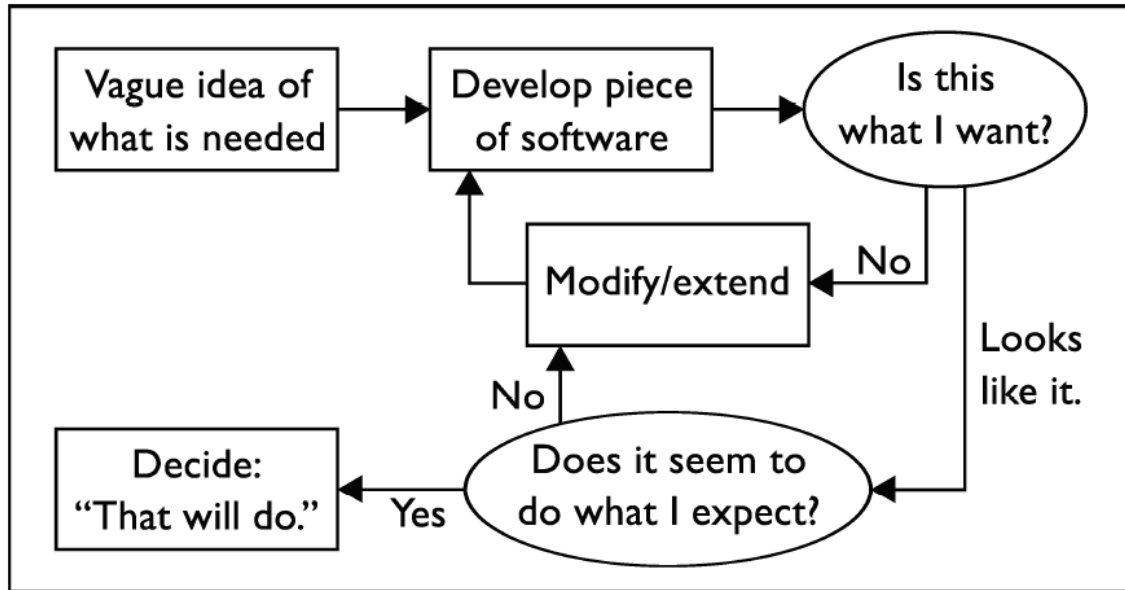 Vague idea of
what is needed
Develop piece
of software
Is this
what I want?
Modify/extend
No
Looks
like it.
No
Does it seem to
do what I expect?
Yes
Decide:
“That will do.”